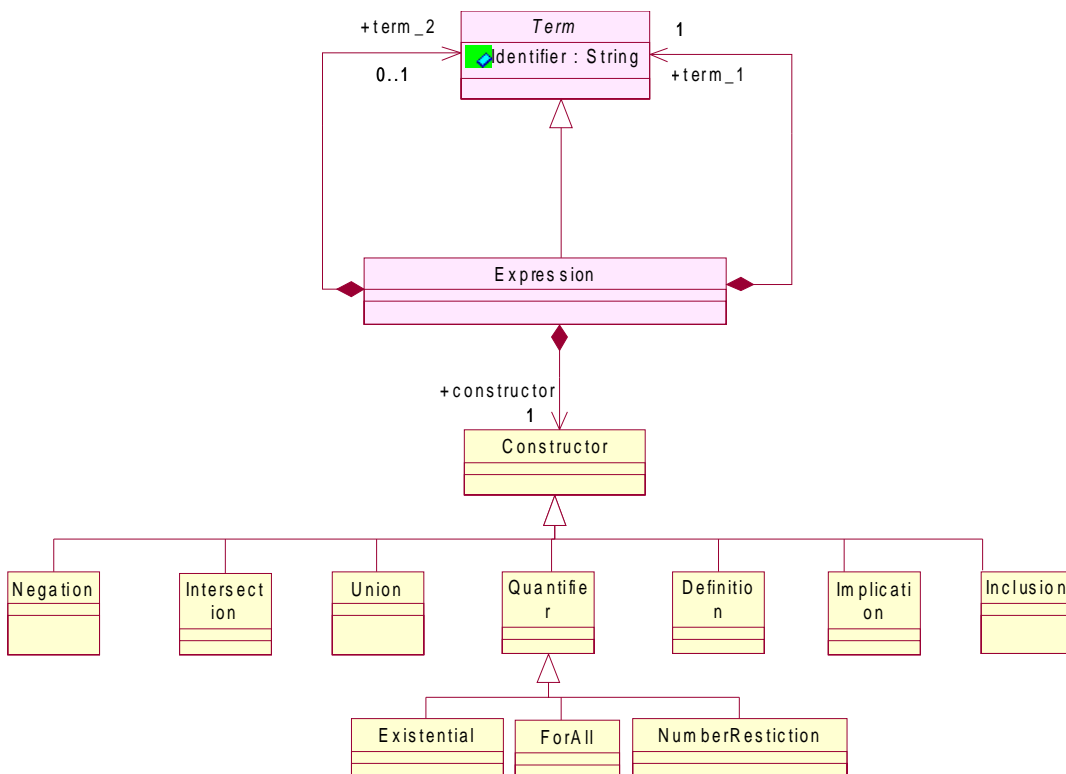 +term_2
Term
1
Identifier : String
0..1
+term_1
Expression
+constructor
1
Constructor
Negation
Intersect
ion
Union
Quantifie
r
Definitio
n
Implicati
on
Inclusion
Existential
ForAll
NumberRestiction